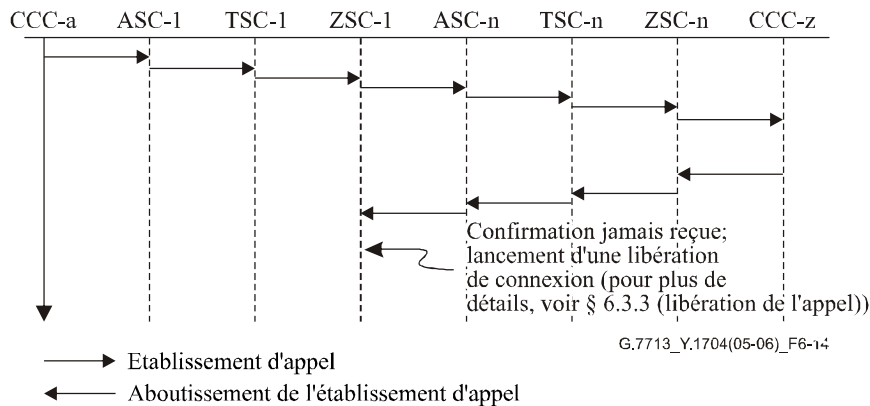 CCC-a ASC-1 TSC-1 ZSC-1 ASC-n TSC-n ZSC-n CCC-z
Confirmation jamais reçue;
lancement d'une libération
de connexion (pour plus de
détails, voir § 6.3.3 (libération de l'appel))
G.7713_Y.1704(05-06)_F6-14
Etablissement d'appel
Aboutissement de l'établissement d'appel